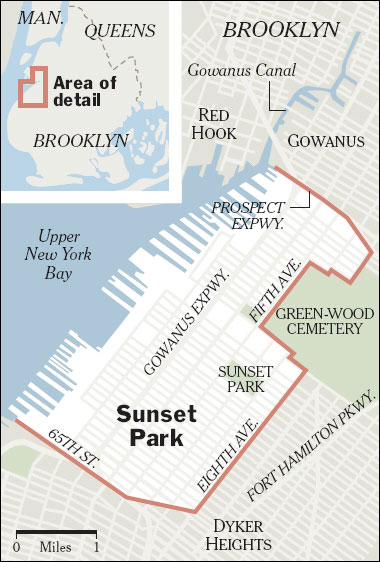 MAN.
QUEENS
Area of
detail
BROOKLYN
BROOKLYN
Gowanus Canal
RED
HOOK
GOWANUS
PROSPECT
EXPWY.
Upper
New York
Bay
GOWANUS EXPWY.
FIFTH AVE.
GREEN-WOOD
CEMETERY
SUNSET
PARK
Sunset
Park
65TH ST.
EIGHTH AVE.
FORT HAMILTON PKWY.
DYKER
HEIGHTS
0 Miles 1